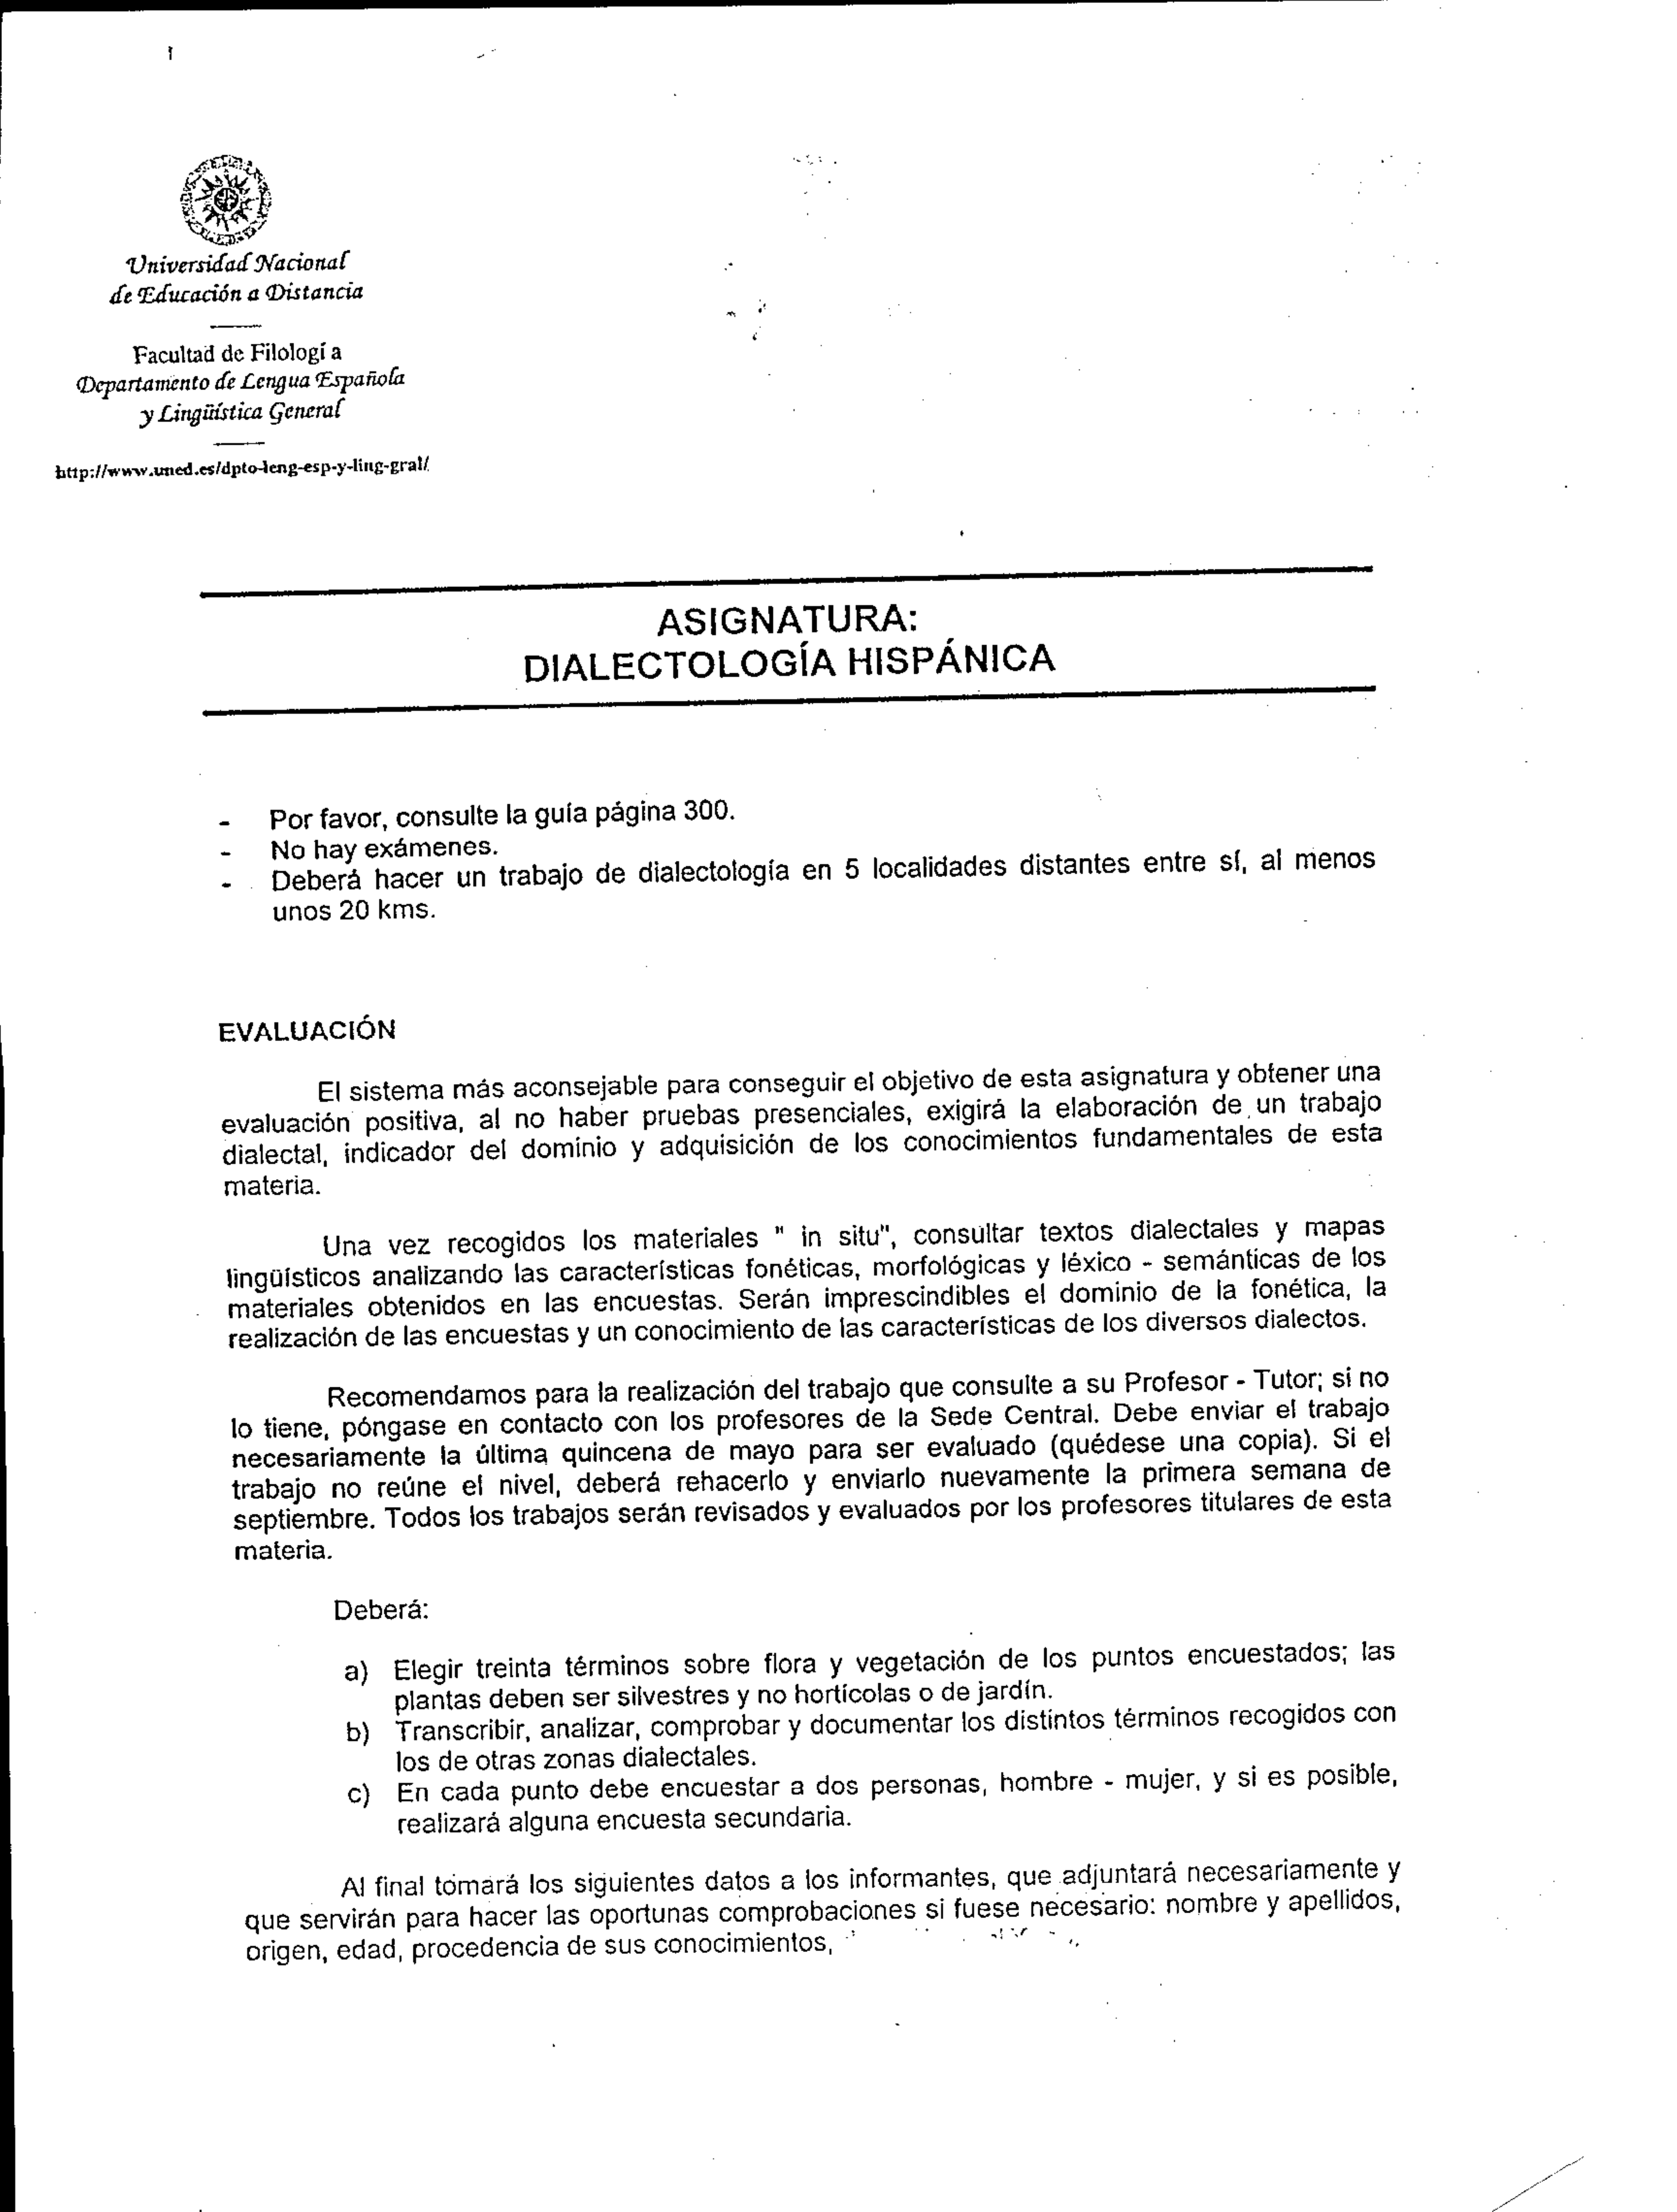 Universidad Nacional
de Educación a Distancia
Facultad de Filologí a
Departamento de Lengua Española
y Lingüística General
http://www.uned.es/dpto-leng-esp-y-ling-gral/
ASIGNATURA:
DIALECTOLOGÍA HISPÁNICA
- Por favor, consulte la guía página 300.
- No hay exámenes.
- Deberá hacer un trabajo de dialectología en 5 localidades distantes entre sí, al menos
unos 20 kms.
EVALUACIÓN
El sistema más aconsejable para conseguir el objetivo de esta asignatura y obtener una
evaluación positiva, al no haber pruebas presenciales, exigirá la elaboración de un trabajo
dialectal, indicador del dominio y adquisición de los conocimientos fundamentales de esta
materia.
Una vez recogidos los materiales " in situ", consultar textos dialectales y mapas
lingüísticos analizando las características fonéticas, morfológicas y léxico - semánticas de los
materiales obtenidos en las encuestas. Serán imprescindibles el dominio de la fonética, la
realización de las encuestas y un conocimiento de las características de los diversos dialectos.
Recomendamos para la realización del trabajo que consulte a su Profesor - Tutor; si no
lo tiene, póngase en contacto con los profesores de la Sede Central. Debe enviar el trabajo
necesariamente la última quincena de mayo para ser evaluado (quédese una copia). Si el
trabajo no reúne el nivel, deberá rehacerlo y enviarlo nuevamente la primera semana de
septiembre. Todos los trabajos serán revisados y evaluados por los profesores titulares de esta
materia.
Deberá:
a) Elegir treinta términos sobre flora y vegetación de los puntos encuestados; las
plantas deben ser silvestres y no hortícolas o de jardín.
b) Transcribir, analizar, comprobar y documentar los distintos términos recogidos con
los de otras zonas dialectales.
c) En cada punto debe encuestar a dos personas, hombre - mujer, y si es posible,
realizará alguna encuesta secundaria.
Al final tomará los siguientes datos a los informantes, que adjuntará necesariamente y
que servirán para hacer las oportunas comprobaciones si fuese necesario: nombre y apellidos,
origen, edad, procedencia de sus conocimientos,